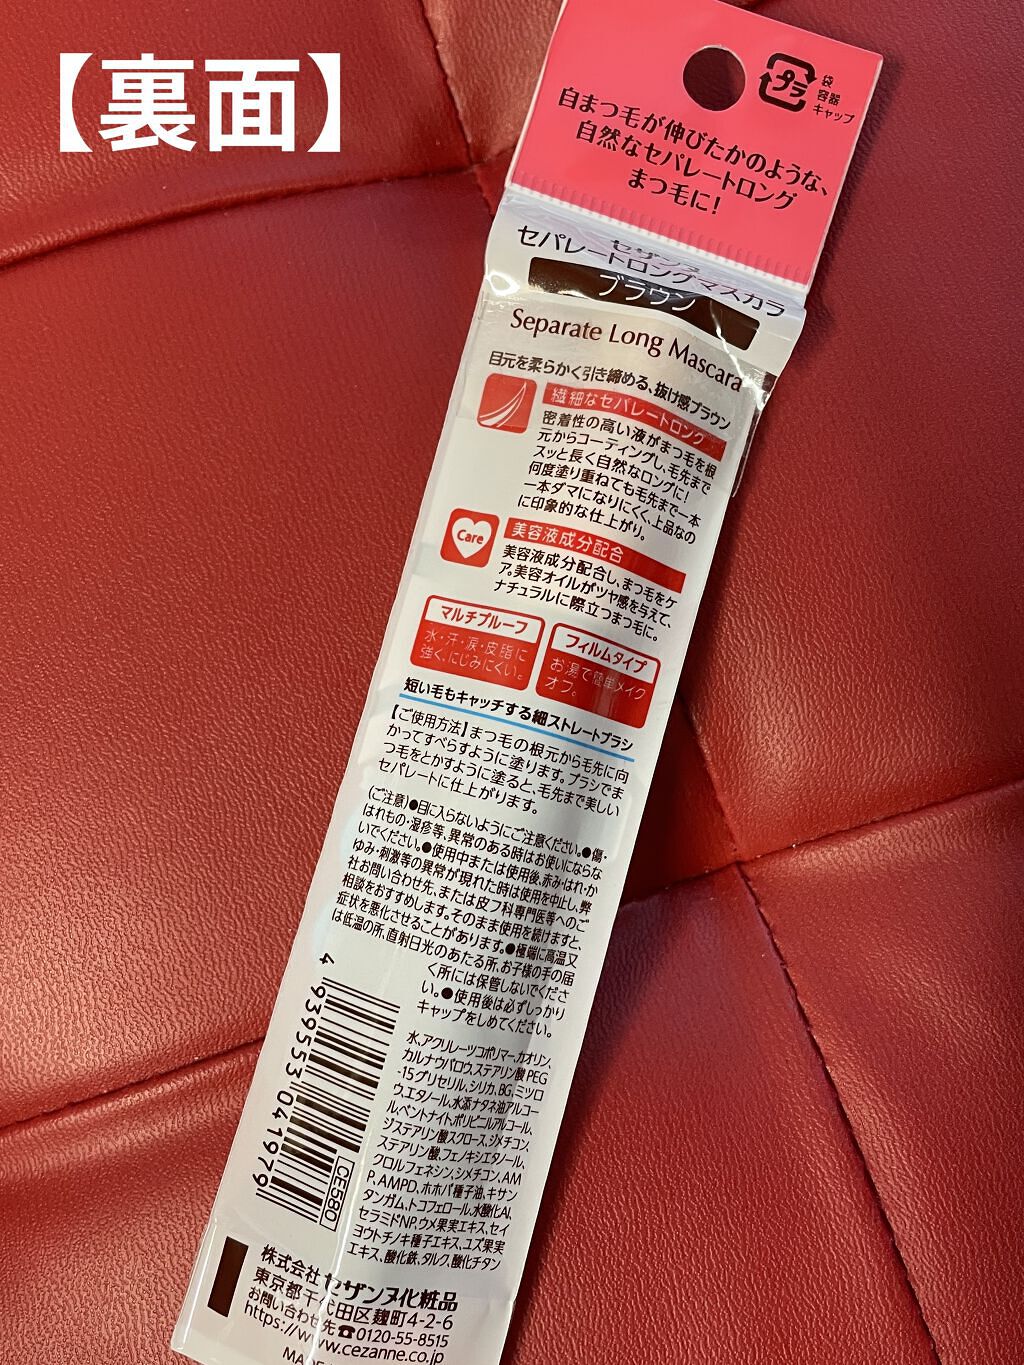 【裏面】
プラ
袋
容器
キャップ
自まつ毛が伸びたかのような、
自然なセパレートロング
まつ毛に!
セザンヌ
セパレートロングマスカラ
ブラウン
Separate Long Mascara
目元を柔らかく引き締める、抜け感ブラウン
繊細なセパレートロング
密着性の高い液がまつ毛を根
元からコーティングし、毛先まで
スッと長く自然なロングに!
何度塗り重ねても毛先まで一本
一本ダマになりにくく、上品なの
に印象的な仕上がり。
Care
美容液成分配合
美容液成分配合し、まつ毛をケ
ア。美容オイルがツヤ感を与えて、
ナチュラルに際立つまつ毛に。
マルチプルーフ
水・汗・涙・皮脂に
強く、にじみにくい。
フィルムタイプ
お湯で簡単メイク
オフ。
短い毛もキャッチする細ストレートブラシ
【ご使用方法】まつ毛の根元から毛先に向
かってすべらすように塗ります。ブラシでま
つ毛をとかすように塗ると、毛先まで美しい
セパレートに仕上がります。
(ご注意)●目に入らないようにご注意ください。●傷・
はれもの・湿疹等、異常のある時はお使いにならな
いでください。●使用中または使用後、赤み・はれ・か
ゆみ・刺激等の異常が現れた時は使用を中止し、弊
社お問い合わせ先、または皮フ科専門医等へのご
相談をおすすめします。そのまま使用を続けますと、
症状を悪化させることがあります。●極端に高温又
は低温の所、直射日光のあたる所、お子様の手の届
く所には保管しないでくださ
い。●使用後は必ずしっかり
キャップをしめてください。
水、アクリレーツコポリマー、カオリン、
カルナウバロウ、ステアリン酸PEG
-15グリセリル、シリカ、BG、ミツロ
ウ、エタノール、水添ナタネ油アルコー
ル、ベントナイト、ポリビニルアルコール、
ジステアリン酸スクロース、ジメチコン、
ステアリン酸、フェノキシエタノール、
クロルフェネシン、シメチコン、AM
P、AMPD、ホホバ種子油、キサン
タンガム、トコフェロール、水酸化Al、
セラミドNP、ウメ果実エキス、セイ
ヨウトチノキ種子エキス、ユズ果実
エキス、酸化鉄、タルク、酸化チタン
4 939553 041979
CE580
株式会社セザンヌ化粧品
東京都千代田区麹町4-2-6
お問い合わせ先☎0120-55-8515
https://www.cezanne.co.jp